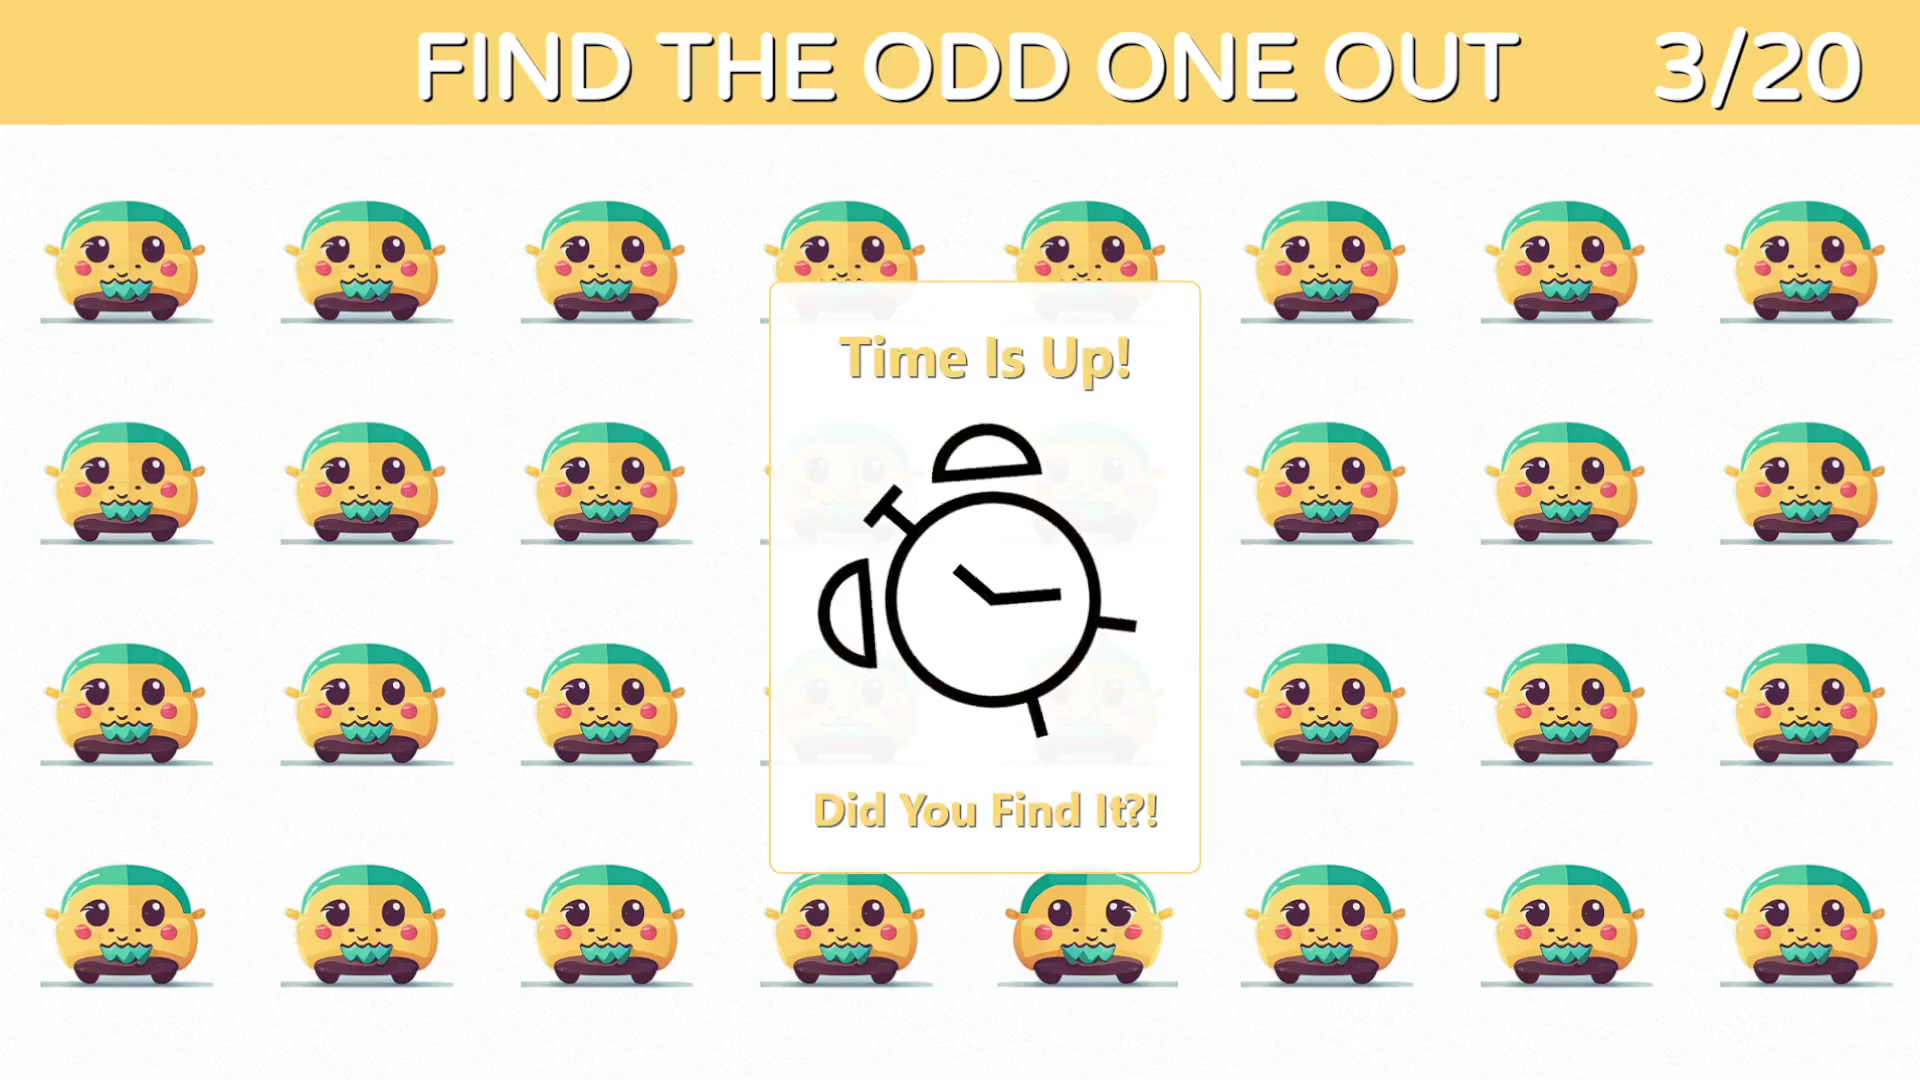 FIND THE ODD ONE OUT 3/20
Time Is Up!
Did You Find It?!